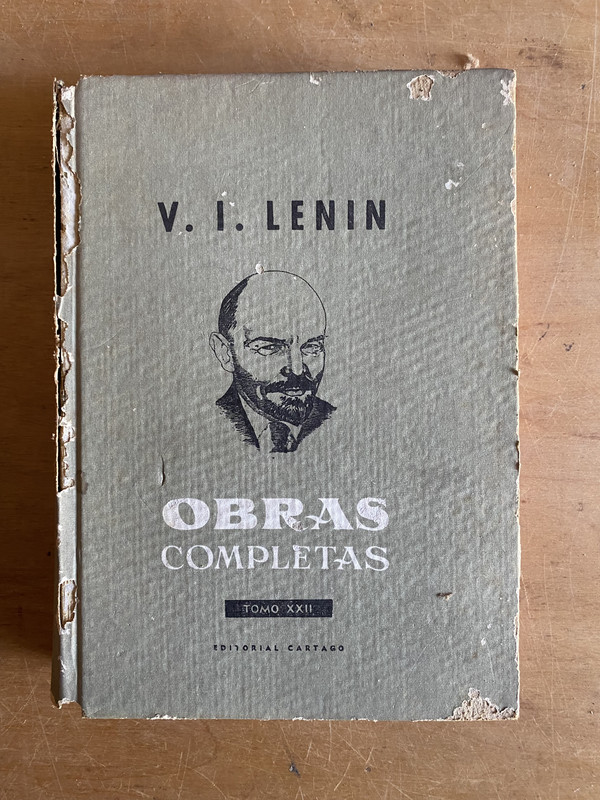 V. I. LENIN
OBRAS
COMPLETAS
TOMO XXII
EDITORIAL CARTAGO